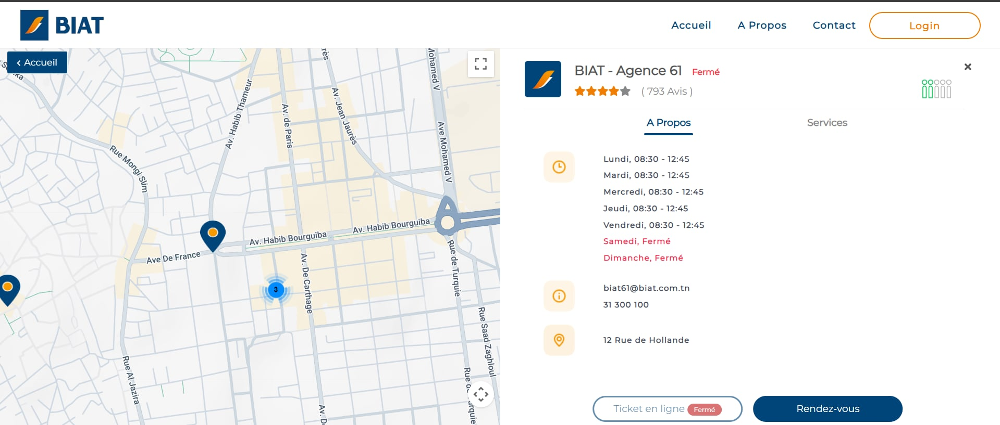 BIAT
Accueil
A Propos
Contact
Login
Accueil
Av. Habib Thameur
Av. de Paris
Av. Jean Jaurès
Mohamed V
Ave Mohamed V
Rue Mongi Slim
Av. Habib Bourguiba
Av. Habib Bourguiba
Ave De France
Av. De Carthage
3
Rue de Turquie
Rue Saad Zaghloul
Rue Al Jazira
BIAT - Agence 61 Fermé
( 793 Avis )
A Propos
Services
Lundi, 08:30 - 12:45
Mardi, 08:30 - 12:45
Mercredi, 08:30 - 12:45
Jeudi, 08:30 - 12:45
Vendredi, 08:30 - 12:45
Samedi, Fermé
Dimanche, Fermé
biat61@biat.com.tn
31 300 100
12 Rue de Hollande
Ticket en ligne Fermé
Rendez-vous